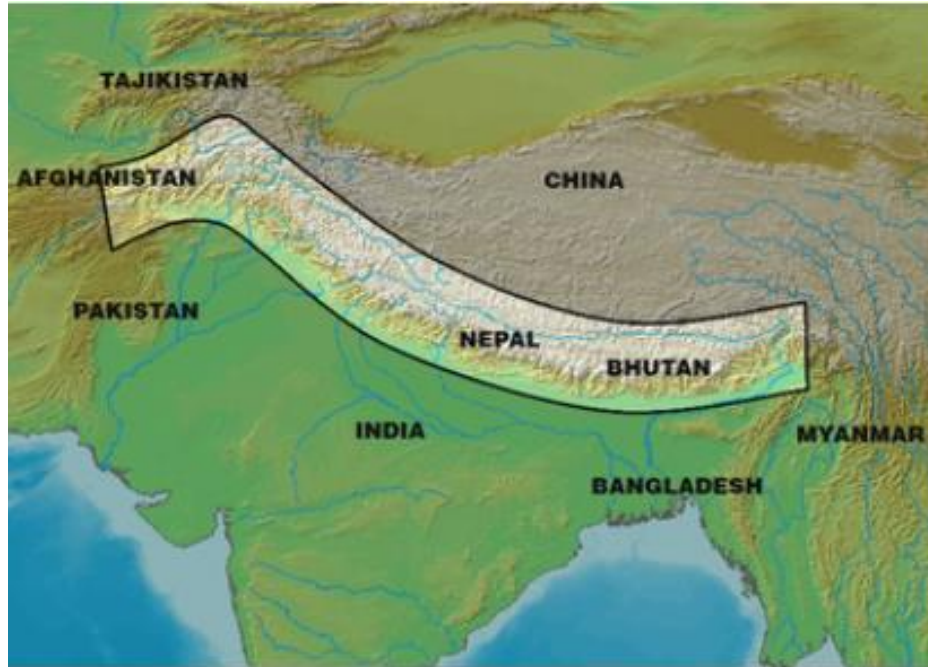 TAJIKISTAN
AFGHANISTAN
CHINA
PAKISTAN
NEPAL
BHUTAN
INDIA
MYANMAR
BANGLADESH